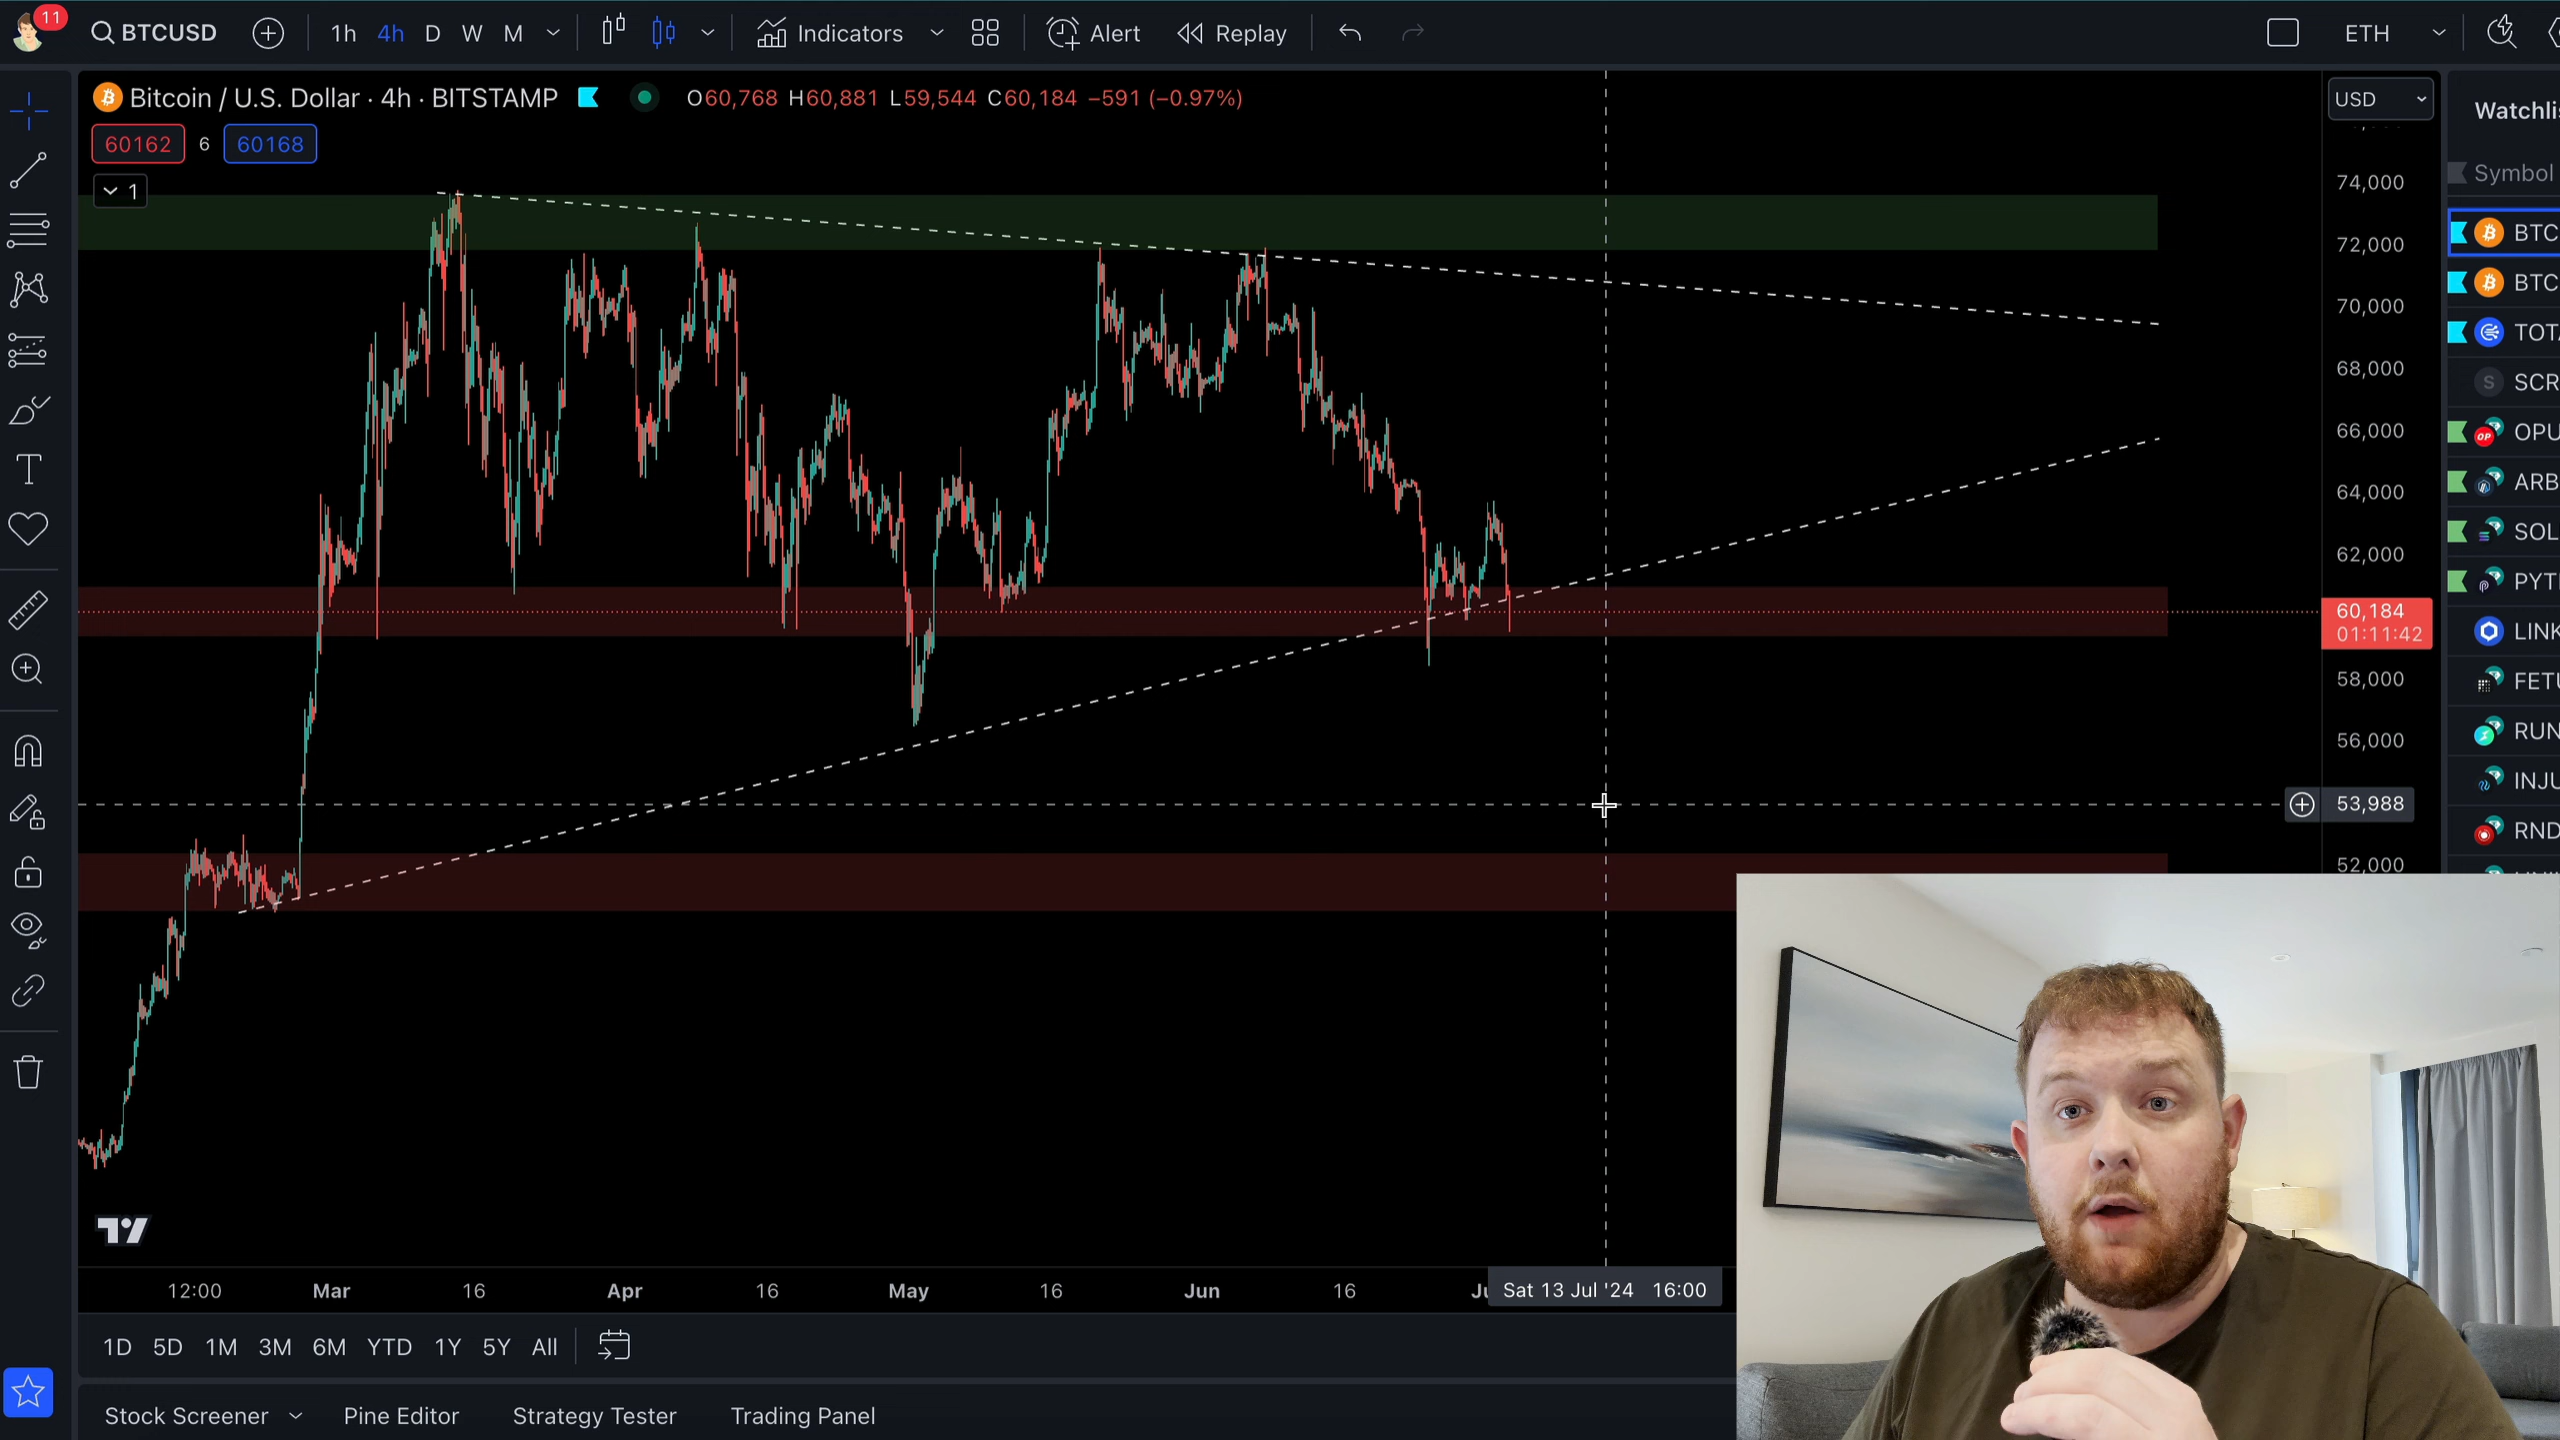 11
BTCUSD
1h 4h D W M
Indicators
Alert
Replay
ETH
Bitcoin / U.S. Dollar · 4h · BITSTAMP
O60,768 H60,881 L59,544 C60,184 −591 (−0.97%)
60162 6 60168
1
USD
74,000
72,000
70,000
68,000
66,000
64,000
62,000
60,184
01:11:42
58,000
56,000
53,988
52,000
Watchli
Symbol
BTC
BTC
TOTA
SCR
OPU
ARB
SOL
PYT
LINK
FETU
RUN
INJU
RND
12:00 Mar 16 Apr 16 May 16 Jun 16 Ju
Sat 13 Jul '24 16:00
1D 5D 1M 3M 6M YTD 1Y 5Y All
Stock Screener Pine Editor Strategy Tester Trading Panel